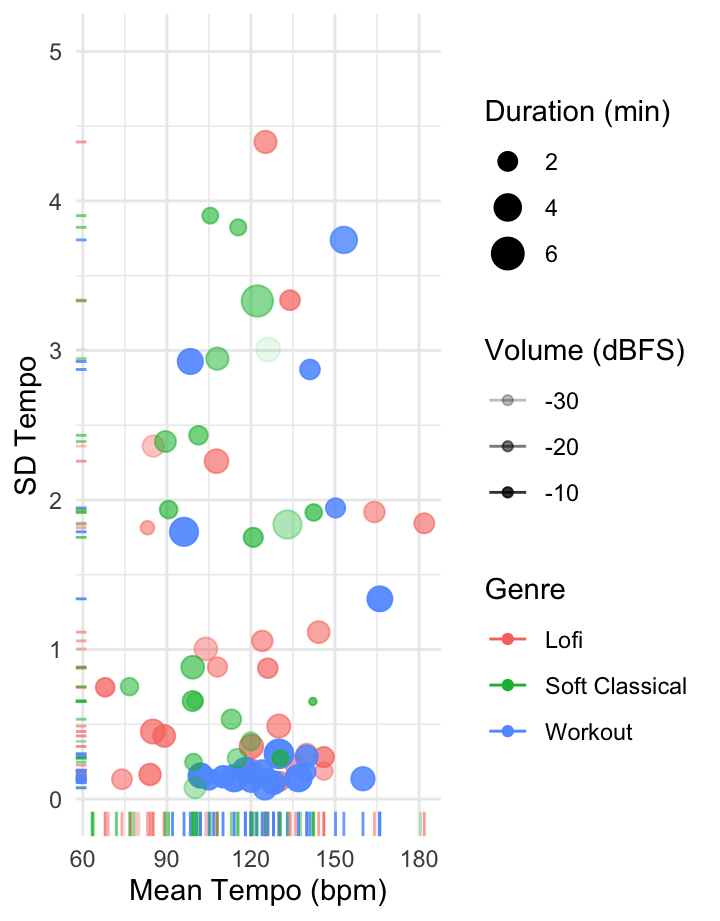 5
4
3
2
1
0
SD Tempo
60 90 120 150 180
Mean Tempo (bpm)
Duration (min)
2
4
6
Volume (dBFS)
-30
-20
-10
Genre
Lofi
Soft Classical
Workout